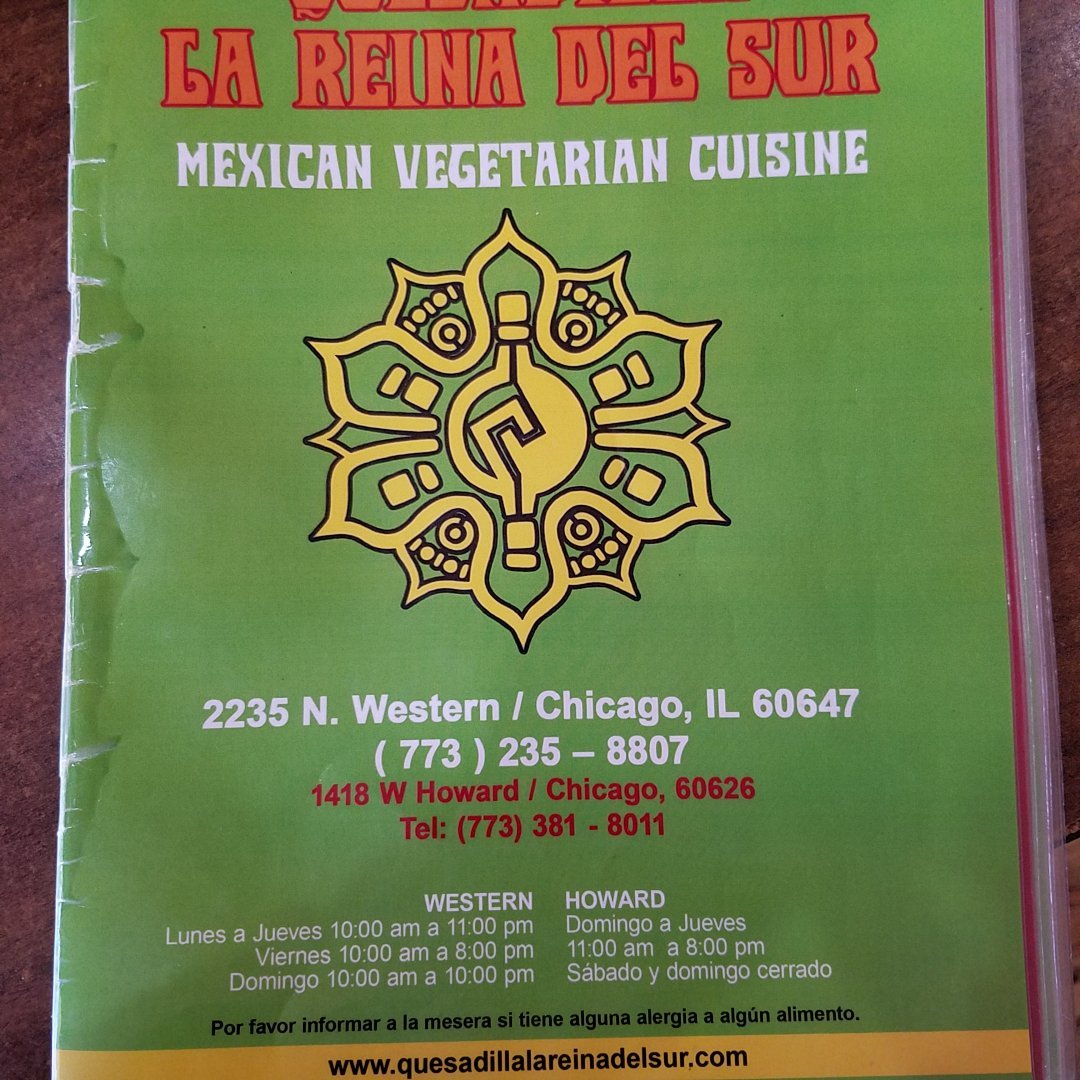 LA REINA DEL SUR
MEXICAN VEGETARIAN CUISINE
2235 N. Western / Chicago, IL 60647
( 773 ) 235 – 8807
1418 W Howard / Chicago, 60626
Tel: (773) 381 - 8011
WESTERN HOWARD
Lunes a Jueves 10:00 am a 11:00 pm Domingo a Jueves
Viernes 10:00 am a 8:00 pm 11:00 am a 8:00 pm
Domingo 10:00 am a 10:00 pm Sábado y domingo cerrado
Por favor informar a la mesera si tiene alguna alergia a algún alimento.
www.quesadillalareinadelsur.com